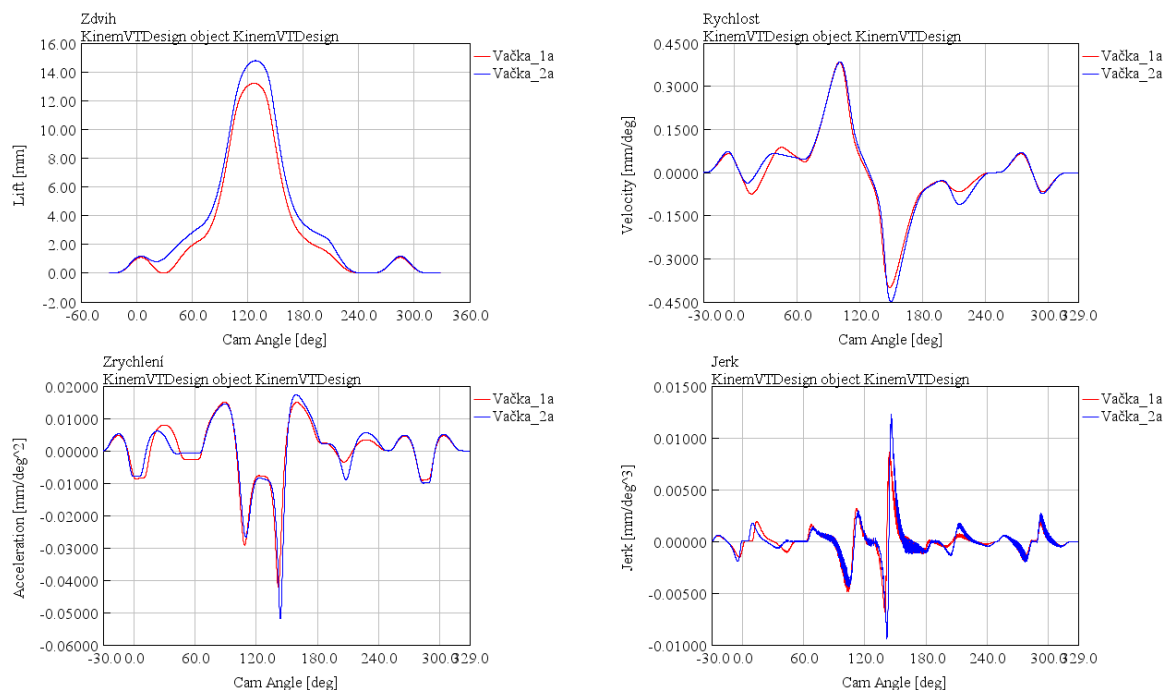 Zdvih
KinemVTDesign object KinemVTDesign
16.00
14.00
12.00
10.00
8.00
6.00
4.00
2.00
0.00
-2.00
Lift [mm]
-60.0 0.0 60.0 120.0 180.0 240.0 300.0 360.0
Cam Angle [deg]
Vačka_1a
Vačka_2a
Rychlost
KinemVTDesign object KinemVTDesign
0.4500
0.3000
0.1500
0.0000
-0.1500
-0.3000
-0.4500
Velocity [mm/deg]
-30.0 0.0 60.0 120.0 180.0 240.0 300.0 329.0
Cam Angle [deg]
Vačka_1a
Vačka_2a
Zrychlení
KinemVTDesign object KinemVTDesign
0.02000
0.01000
0.00000
-0.01000
-0.02000
-0.03000
-0.04000
-0.05000
-0.06000
Acceleration [mm/deg^2]
-30.0 0.0 60.0 120.0 180.0 240.0 300.0 329.0
Cam Angle [deg]
Vačka_1a
Vačka_2a
Jerk
KinemVTDesign object KinemVTDesign
0.01500
0.01000
0.00500
0.00000
-0.00500
-0.01000
Jerk [mm/deg^3]
-30.0 0.0 60.0 120.0 180.0 240.0 300.0 329.0
Cam Angle [deg]
Vačka_1a
Vačka_2a